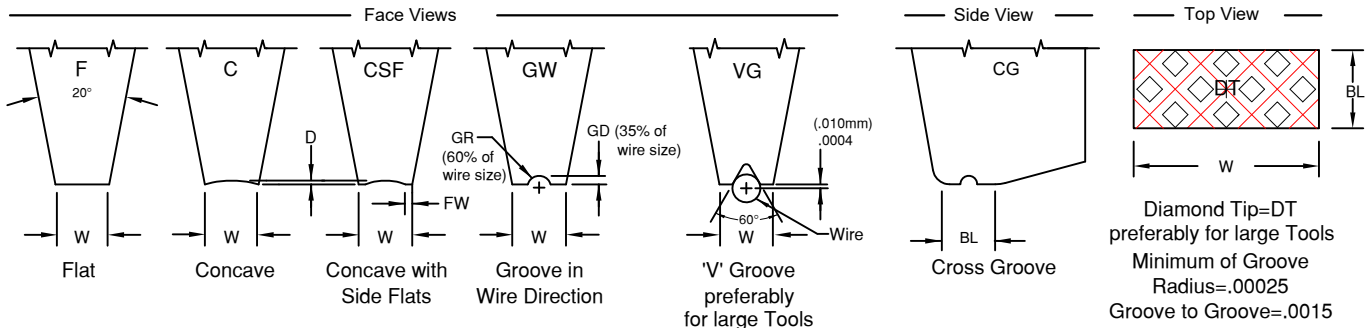 Face Views
Side View
Top View
F
20°
C
CSF
GW
VG
CG
DT
BL
W
D
FW
GR
(60% of
wire size)
GD (35% of
wire size)
(.010mm)
.0004
60°
Wire
W
W
W
W
W
BL
Flat
Concave
Concave with
Side Flats
Groove in
Wire Direction
'V' Groove
preferably
for large Tools
Cross Groove
Diamond Tip=DT
preferably for large Tools
Minimum of Groove
Radius=.00025
Groove to Groove=.0015